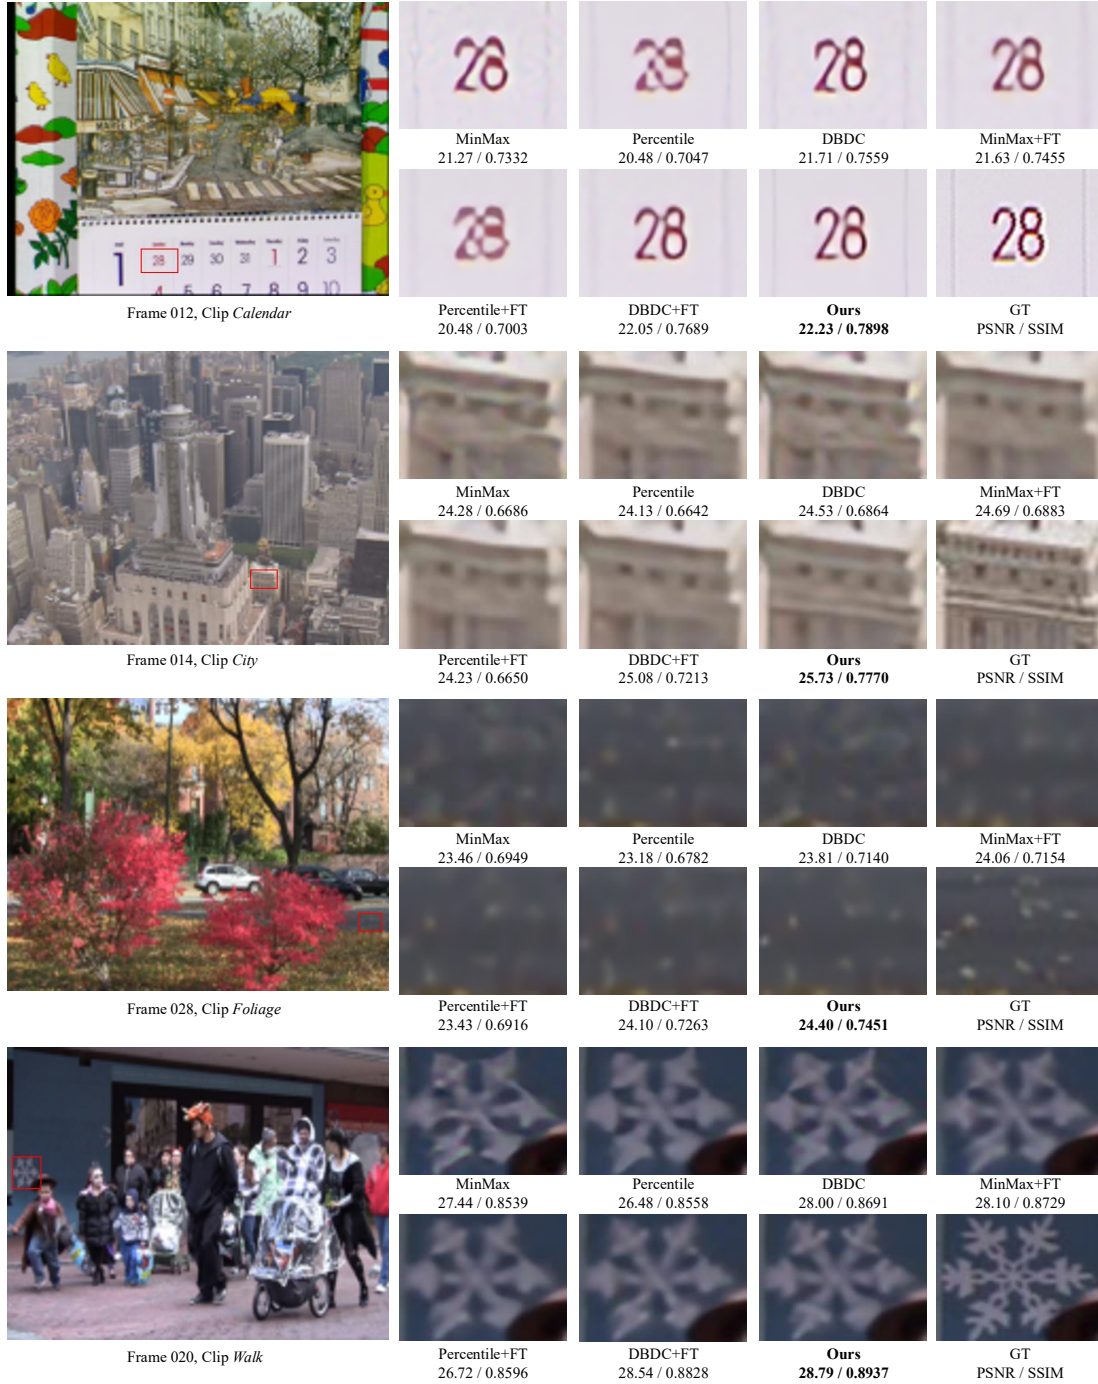 28
28
28
28
MinMax
21.27 / 0.7332
Percentile
20.48 / 0.7047
DBDC
21.71 / 0.7559
MinMax+FT
21.63 / 0.7455
1 28 29 30 31 1 2 3
4 5 6 7 8 9 10
28
28
28
28
Percentile+FT
20.48 / 0.7003
DBDC+FT
22.05 / 0.7689
Ours
22.23 / 0.7898
GT
PSNR / SSIM
Frame 012, Clip Calendar
MinMax
24.28 / 0.6686
Percentile
24.13 / 0.6642
DBDC
24.53 / 0.6864
MinMax+FT
24.69 / 0.6883
Percentile+FT
24.23 / 0.6650
DBDC+FT
25.08 / 0.7213
Ours
25.73 / 0.7770
GT
PSNR / SSIM
Frame 014, Clip City
MinMax
23.46 / 0.6949
Percentile
23.18 / 0.6782
DBDC
23.81 / 0.7140
MinMax+FT
24.06 / 0.7154
Percentile+FT
23.43 / 0.6916
DBDC+FT
24.10 / 0.7263
Ours
24.40 / 0.7451
GT
PSNR / SSIM
Frame 028, Clip Foliage
MinMax
27.44 / 0.8539
Percentile
26.48 / 0.8558
DBDC
28.00 / 0.8691
MinMax+FT
28.10 / 0.8729
Percentile+FT
26.72 / 0.8596
DBDC+FT
28.54 / 0.8828
Ours
28.79 / 0.8937
GT
PSNR / SSIM
Frame 020, Clip Walk